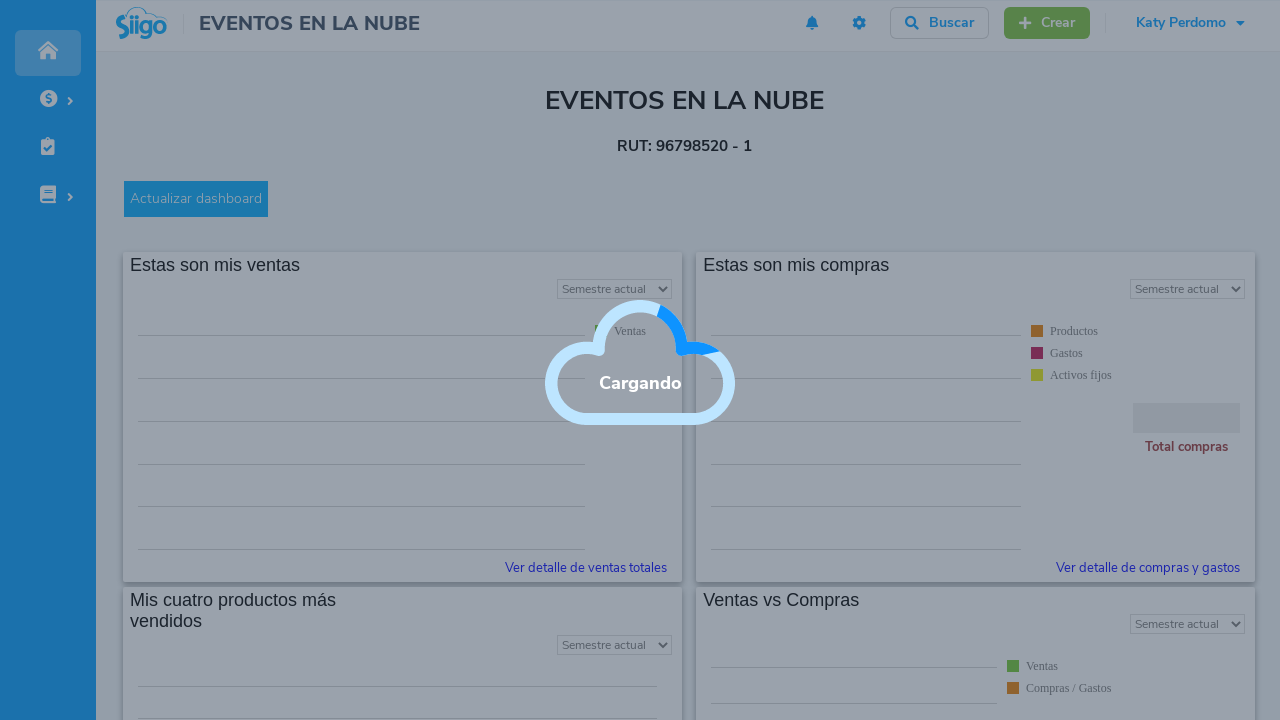 Siigo
EVENTOS EN LA NUBE
Buscar
Crear
Katy Perdomo
EVENTOS EN LA NUBE
RUT: 96798520 - 1
Actualizar dashboard
Estas son mis ventas
Semestre actual
Ventas
Ver detalle de ventas totales
Estas son mis compras
Semestre actual
Productos
Gastos
Activos fijos
Total compras
Ver detalle de compras y gastos
Cargando
Mis cuatro productos más
vendidos
Semestre actual
Ventas vs Compras
Semestre actual
Ventas
Compras / Gastos